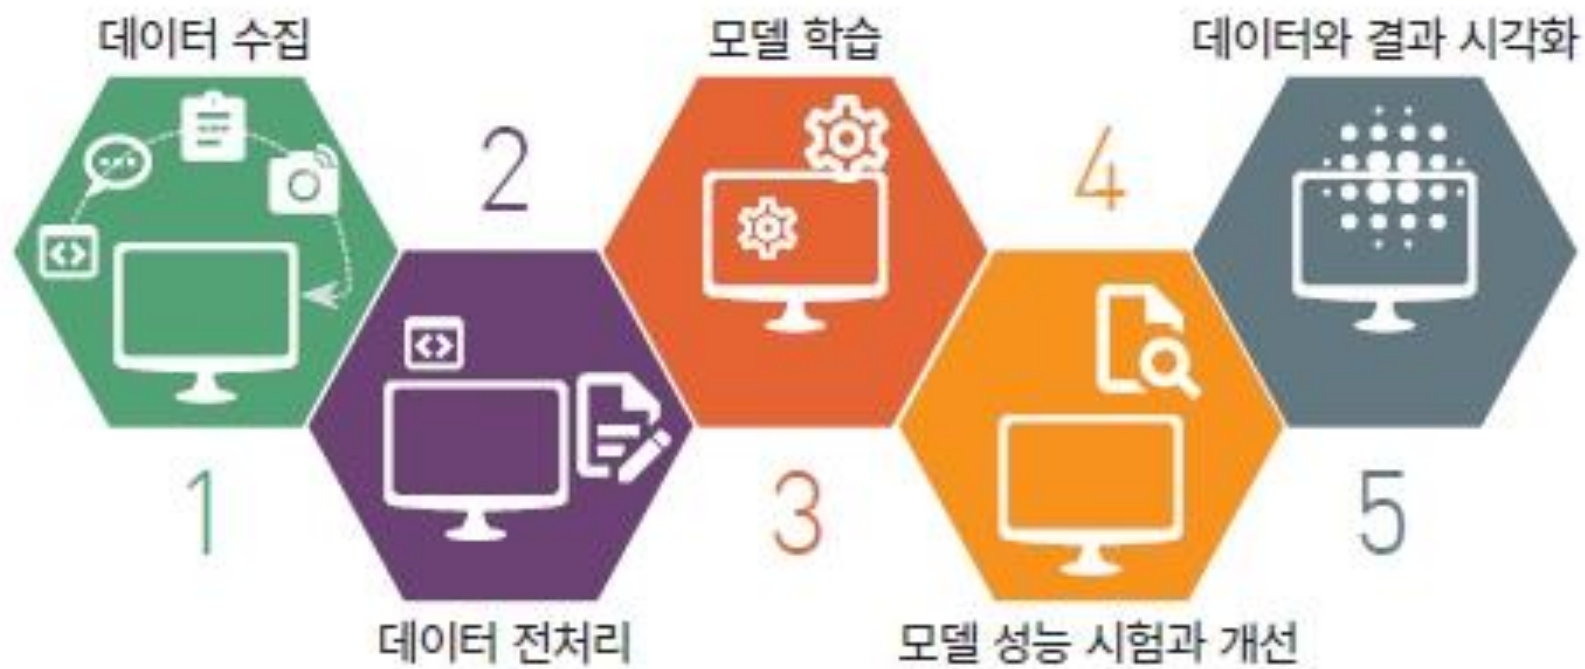 데이터 수집
1
2
데이터 전처리
모델 학습
3
4
모델 성능 시험과 개선
데이터와 결과 시각화
5